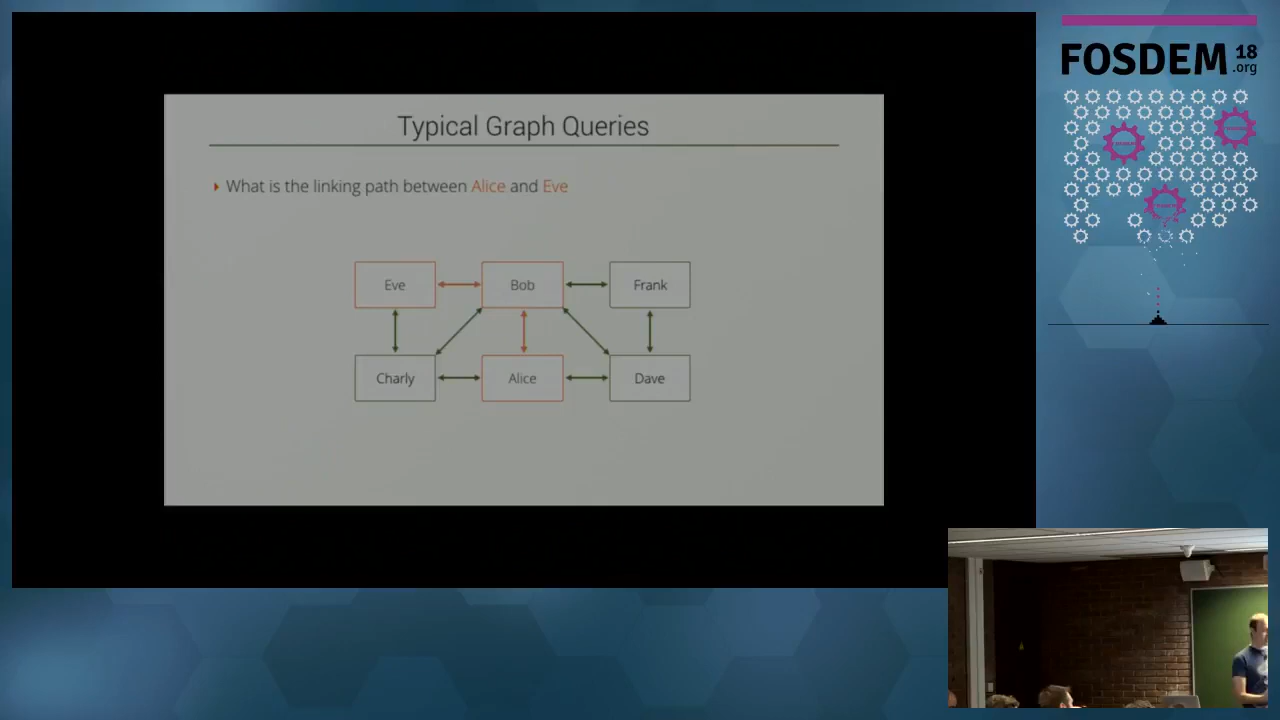 Typical Graph Queries
What is the linking path between Alice and Eve
Eve
Bob
Frank
Charly
Alice
Dave
FOSDEM 18
.org